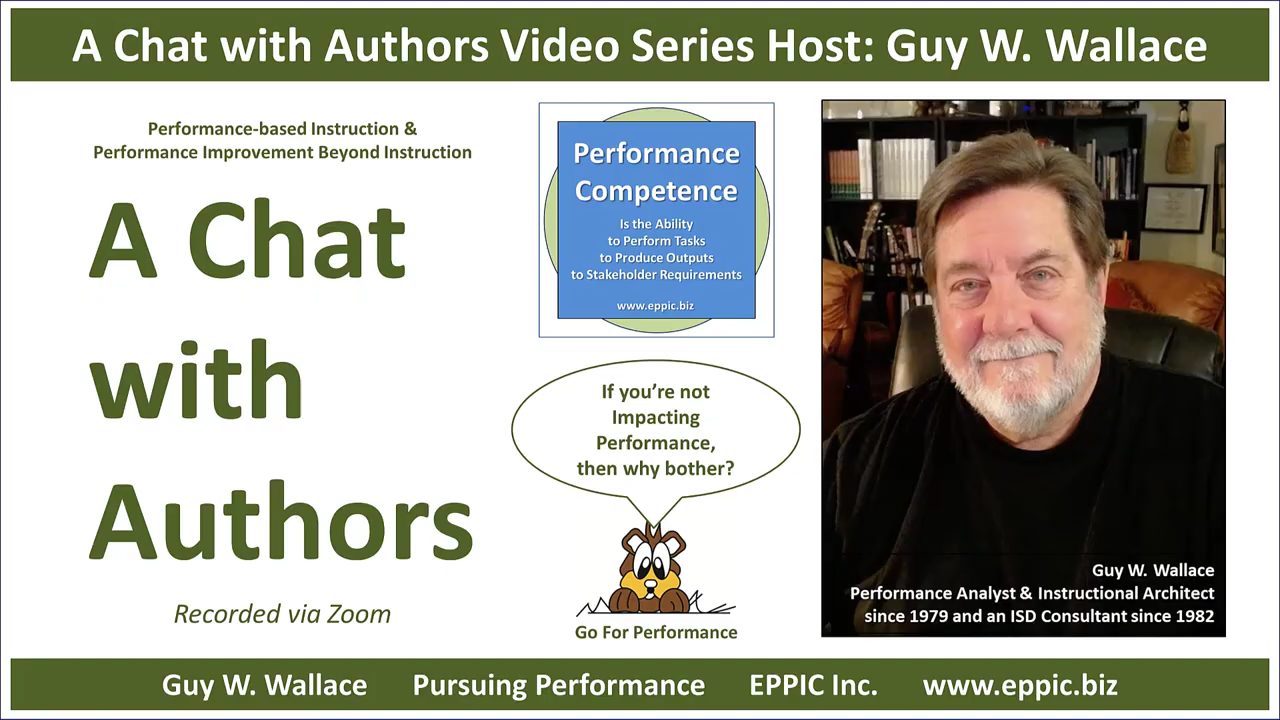 A Chat with Authors Video Series Host: Guy W. Wallace
Performance-based Instruction &
Performance Improvement Beyond Instruction
A Chat
with
Authors
Recorded via Zoom
Performance
Competence
Is the Ability
to Perform Tasks
to Produce Outputs
to Stakeholder Requirements
www.eppic.biz
If you’re not
Impacting
Performance,
then why bother?
Go For Performance
Guy W. Wallace
Performance Analyst & Instructional Architect
since 1979 and an ISD Consultant since 1982
Guy W. Wallace Pursuing Performance EPPIC Inc. www.eppic.biz